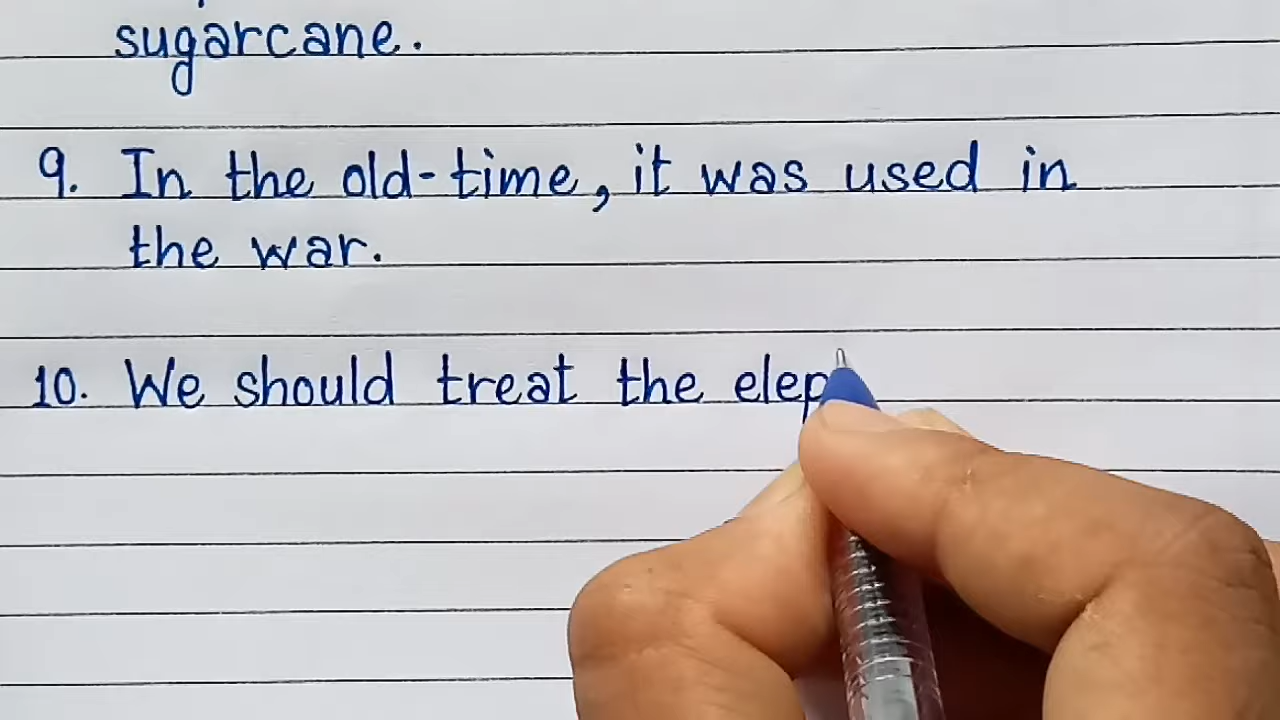 sugarcane.
9. In the old-time, it was used in
the war.
10. We should treat the elep